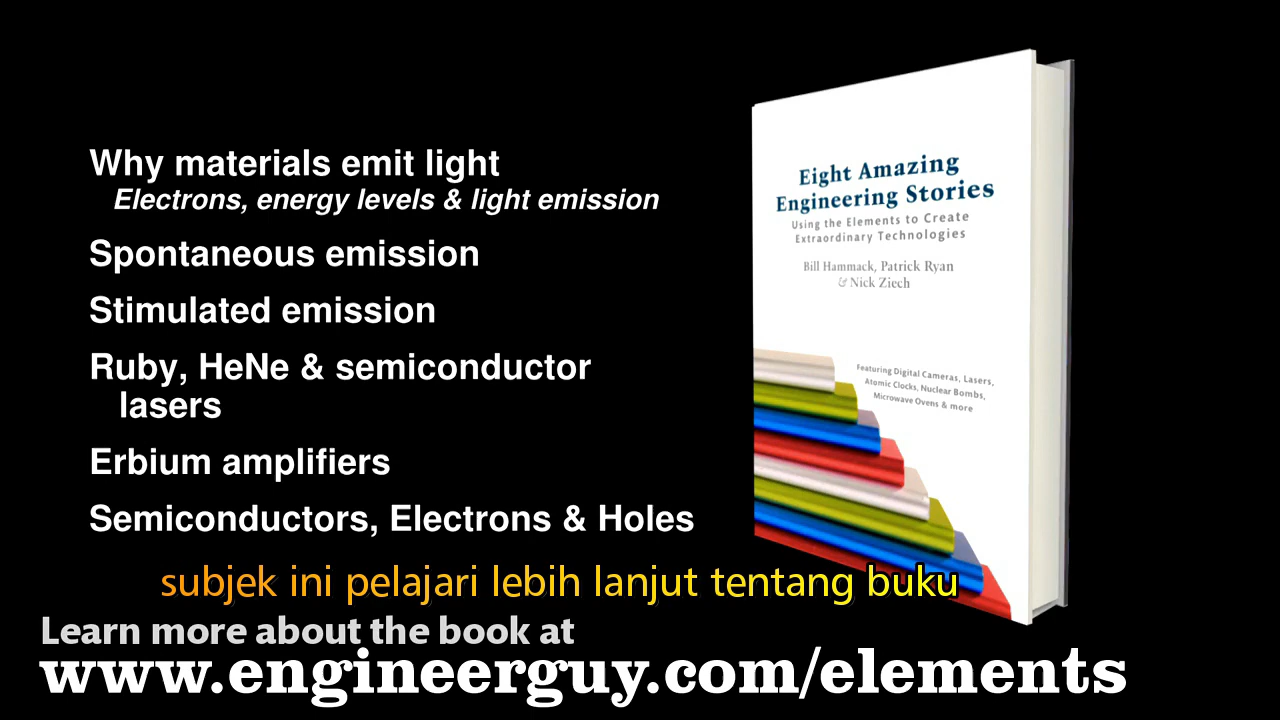 Why materials emit light
Electrons, energy levels & light emission
Spontaneous emission
Stimulated emission
Ruby, HeNe & semiconductor
lasers
Erbium amplifiers
Semiconductors, Electrons & Holes
Eight Amazing
Engineering Stories
Using the Elements to Create
Extraordinary Technologies
Bill Hammack, Patrick Ryan
& Nick Ziech
Featuring Digital Cameras, Lasers,
Atomic Clocks, Nuclear Bombs,
Microwave Ovens & more
subjek ini pelajari lebih lanjut tentang buku
Learn more about the book at
www.engineerguy.com/elements